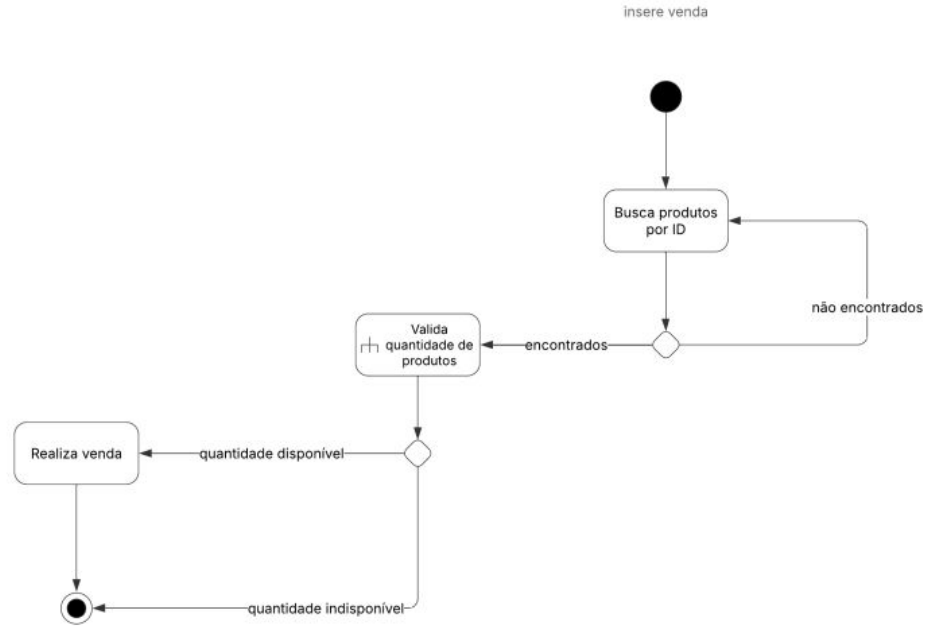 insere venda
Busca produtos
por ID
não encontrados
encontrados
Valida
quantidade de
produtos
quantidade disponível
Realiza venda
quantidade indisponível